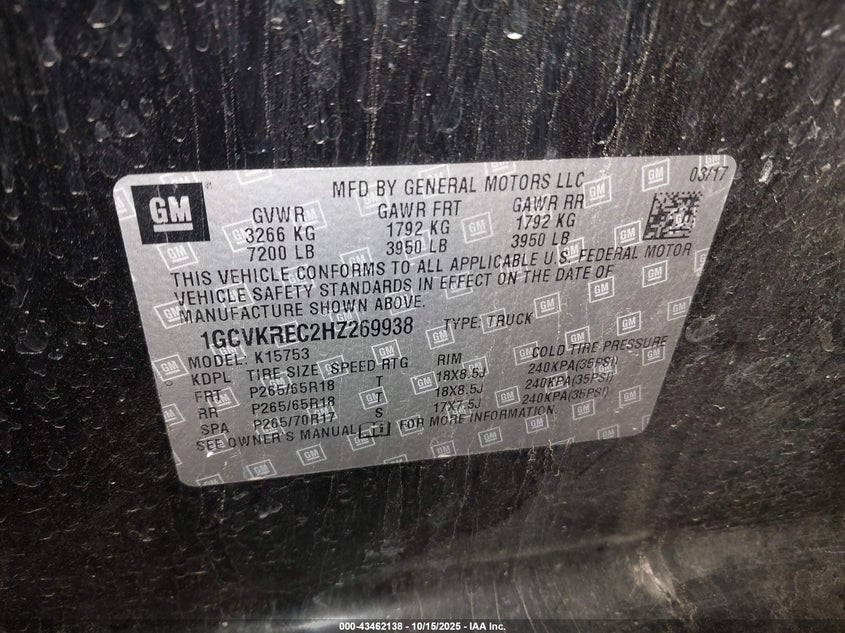 GM
MFD BY GENERAL MOTORS LLC
03/17
GVWR GAWR FRT GAWR RR
3266 KG 1792 KG 1792 KG
7200 LB 3950 LB 3950 LB
THIS VEHICLE CONFORMS TO ALL APPLICABLE U.S. FEDERAL MOTOR
VEHICLE SAFETY STANDARDS IN EFFECT ON THE DATE OF
MANUFACTURE SHOWN ABOVE.
1GCVKREC2HZ269938 TYPE: TRUCK
MODEL: K15753
KDPL TIRE SIZE SPEED RTG RIM COLD TIRE PRESSURE
FRT P265/65R18 T 18X8.5J 240KPA(35PSI)
RR P265/65R18 T 18X8.5J 240KPA(35PSI)
SPA P265/70R17 S 17X7.5J 240KPA(35PSI)
SEE OWNER'S MANUAL FOR MORE INFORMATION.
000-43462138 - 10/15/2025 - IAA Inc.